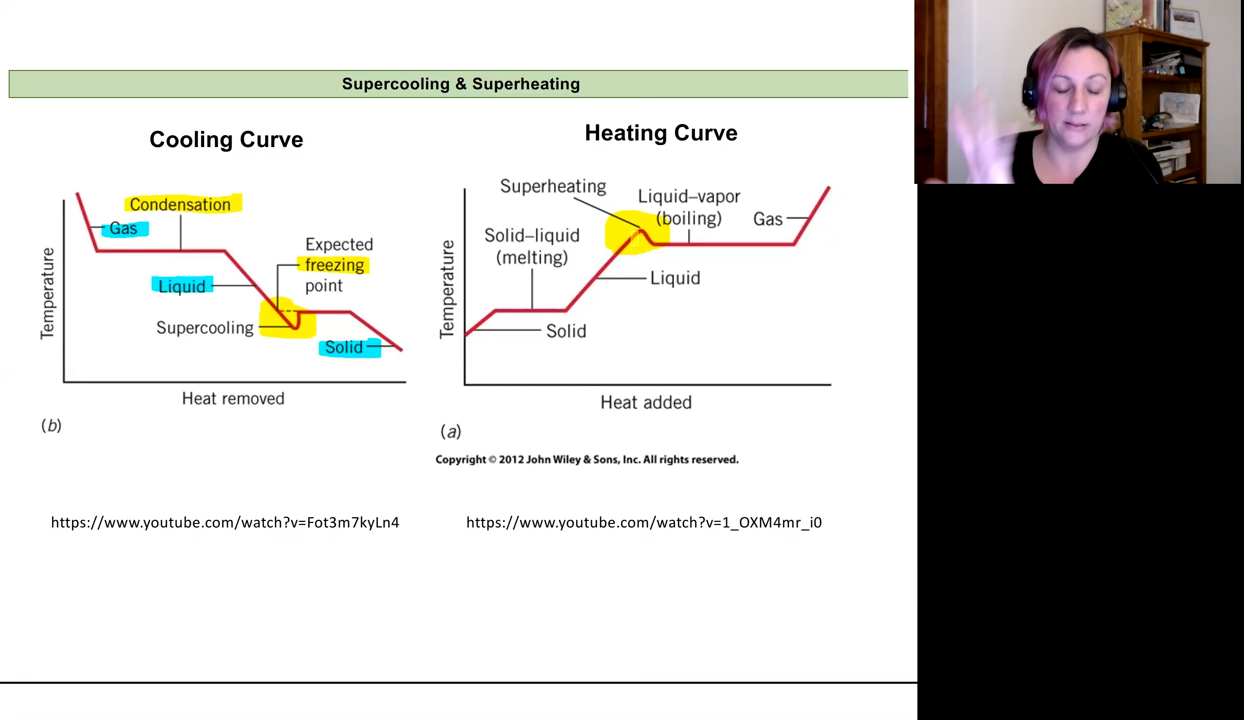 Supercooling & Superheating
Cooling Curve
Condensation
Gas
Expected
freezing
point
Liquid
Supercooling
Solid
Temperature
Heat removed
(b)
Heating Curve
Superheating
Liquid–vapor
(boiling)
Gas
Solid–liquid
(melting)
Liquid
Solid
Temperature
Heat added
(a)
Copyright © 2012 John Wiley & Sons, Inc. All rights reserved.
https://www.youtube.com/watch?v=Fot3m7kyLn4
https://www.youtube.com/watch?v=1_OXM4mr_i0